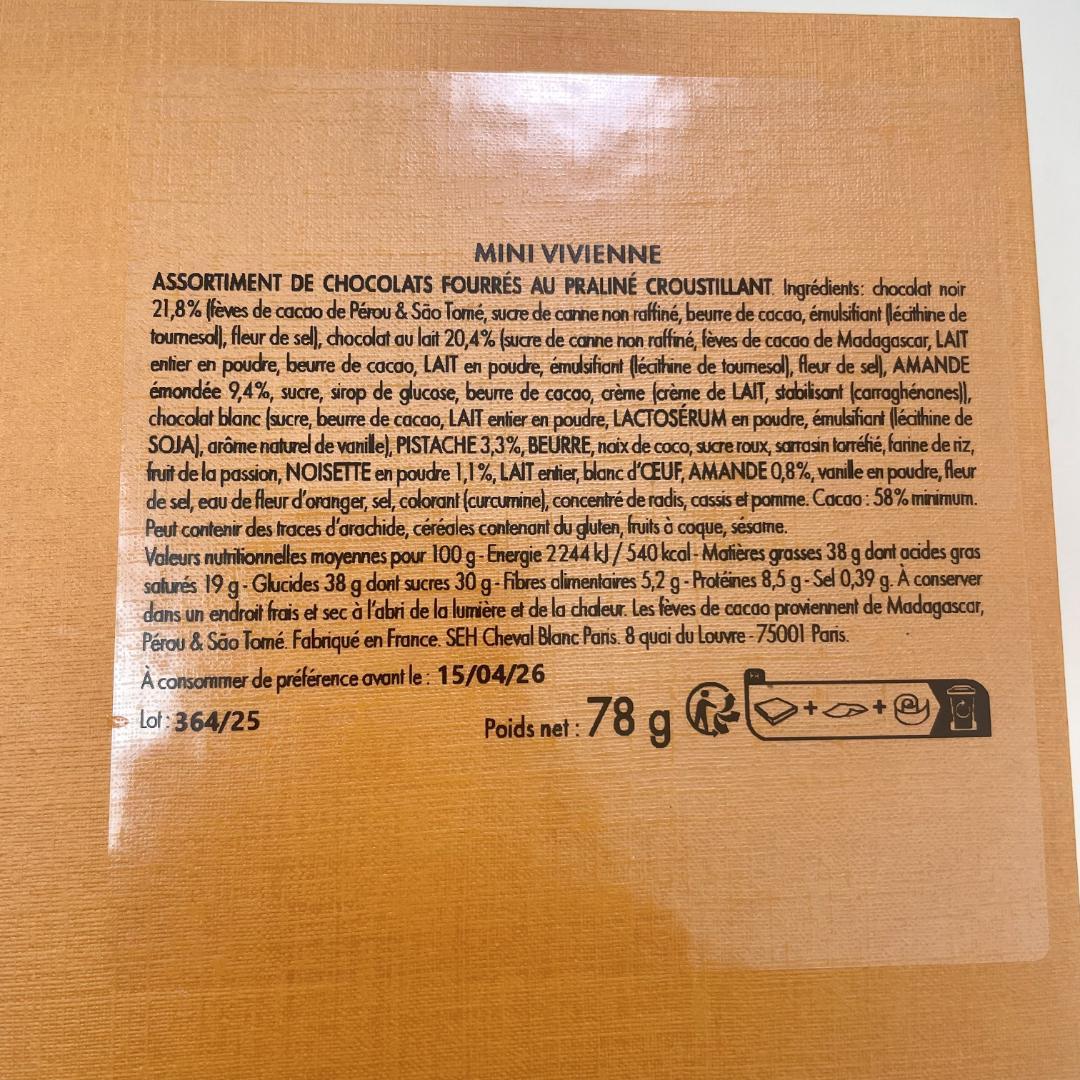 MINI VIVIENNE
ASSORTIMENT DE CHOCOLATS FOURRÉS AU PRALINÉ CROUSTILLANT. Ingrédients: chocolat noir
21,8% (fèves de cacao de Pérou & São Tomé, sucre de canne non raffiné, beurre de cacao, émulsifiant (lécithine de
tournesol), fleur de sel), chocolat au lait 20,4% (sucre de canne non raffiné, fèves de cacao de Madagascar, LAIT
entier en poudre, beurre de cacao, LAIT en poudre, émulsifiant (lécithine de tournesol), fleur de sel), AMANDE
émondée 9,4%, sucre, sirop de glucose, beurre de cacao, crème (crème de LAIT, stabilisant (carraghénanes)),
chocolat blanc (sucre, beurre de cacao, LAIT entier en poudre, LACTOSÉRUM en poudre, émulsifiant (lécithine de
SOJA), arôme naturel de vanille), PISTACHE 3,3%, BEURRE, noix de coco, sucre roux, sarrasin torréfié, farine de riz,
fruit de la passion, NOISETTE en poudre 1,1%, LAIT entier, blanc d'ŒUF, AMANDE 0,8%, vanille en poudre, fleur
de sel, eau de fleur d'oranger, sel, colorant (curcumine), concentré de radis, cassis et pomme. Cacao : 58% minimum.
Peut contenir des traces d'arachide, céréales contenant du gluten, fruits à coque, sésame.
Valeurs nutritionnelles moyennes pour 100 g - Energie 2244 kJ / 540 kcal - Matières grasses 38 g dont acides gras
saturés 19 g - Glucides 38 g dont sucres 30 g - Fibres alimentaires 5,2 g - Protéines 8,5 g - Sel 0,39 g. À conserver
dans un endroit frais et sec à l'abri de la lumière et de la chaleur. Les fèves de cacao proviennent de Madagascar,
Pérou & São Tomé. Fabriqué en France. SEH Cheval Blanc Paris. 8 quai du Louvre - 75001 Paris.
À consommer de préférence avant le : 15/04/26
Lot : 364/25
Poids net : 78 g